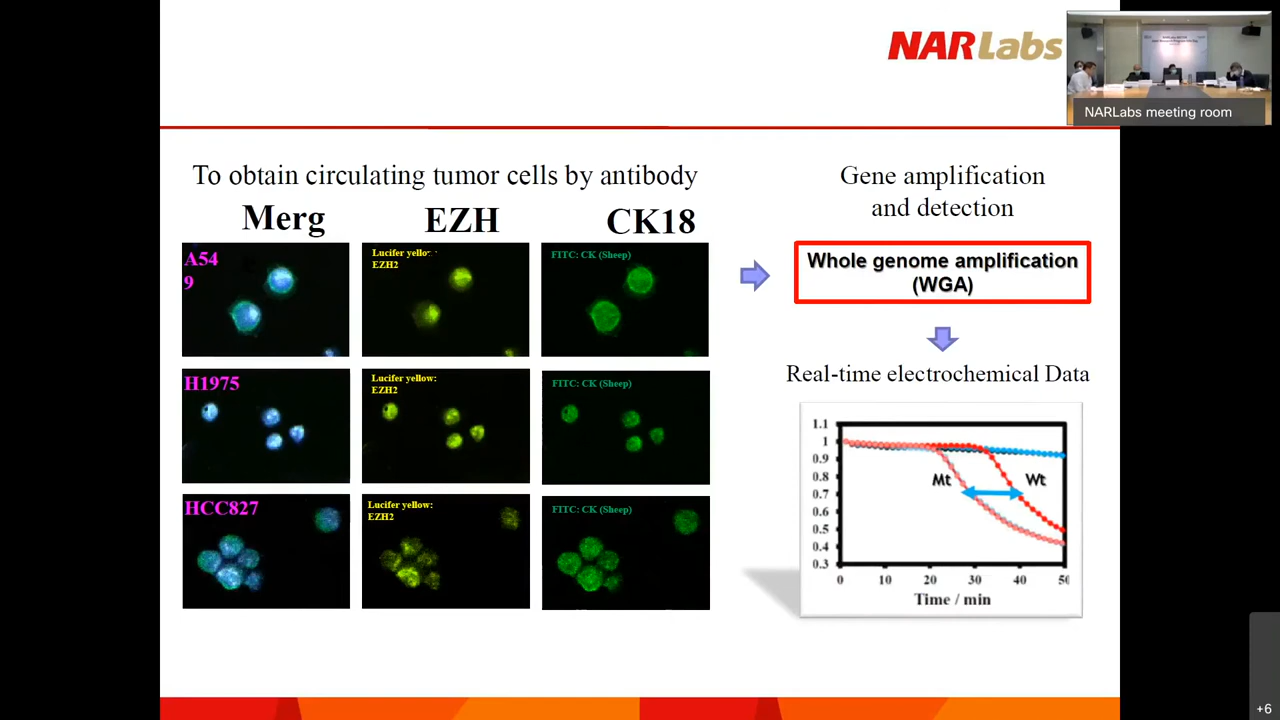 NARLabs
NARLabs meeting room
To obtain circulating tumor cells by antibody
Merg
EZH
CK18
A54
9
Lucifer yellow:
EZH2
FITC: CK (Sheep)
H1975
Lucifer yellow:
EZH2
FITC: CK (Sheep)
HCC827
Lucifer yellow:
EZH2
FITC: CK (Sheep)
Gene amplification
and detection
Whole genome amplification
(WGA)
Real-time electrochemical Data
1.1
1
0.9
0.8
0.7
0.6
0.5
0.4
0.3
Mt
Wt
0 10 20 30 40 50
Time / min
+6